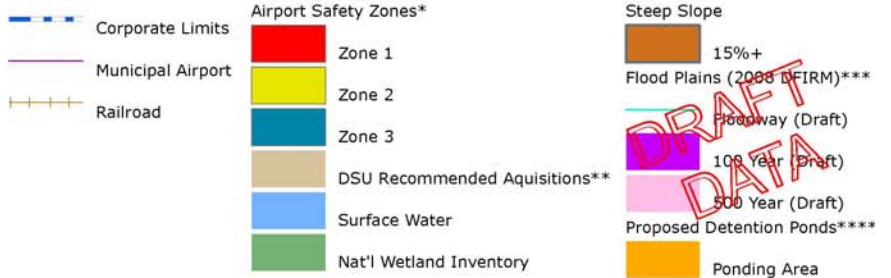 Corporate Limits
Municipal Airport
Railroad
Airport Safety Zones*
Zone 1
Zone 2
Zone 3
DSU Recommended Aquisitions**
Surface Water
Nat'l Wetland Inventory
Steep Slope
15%+
Flood Plains (2008 DFIRM)***
Floodway (Draft)
100 Year (Draft)
500 Year (Draft)
Proposed Detention Ponds****
Ponding Area
DRAFT
DATA